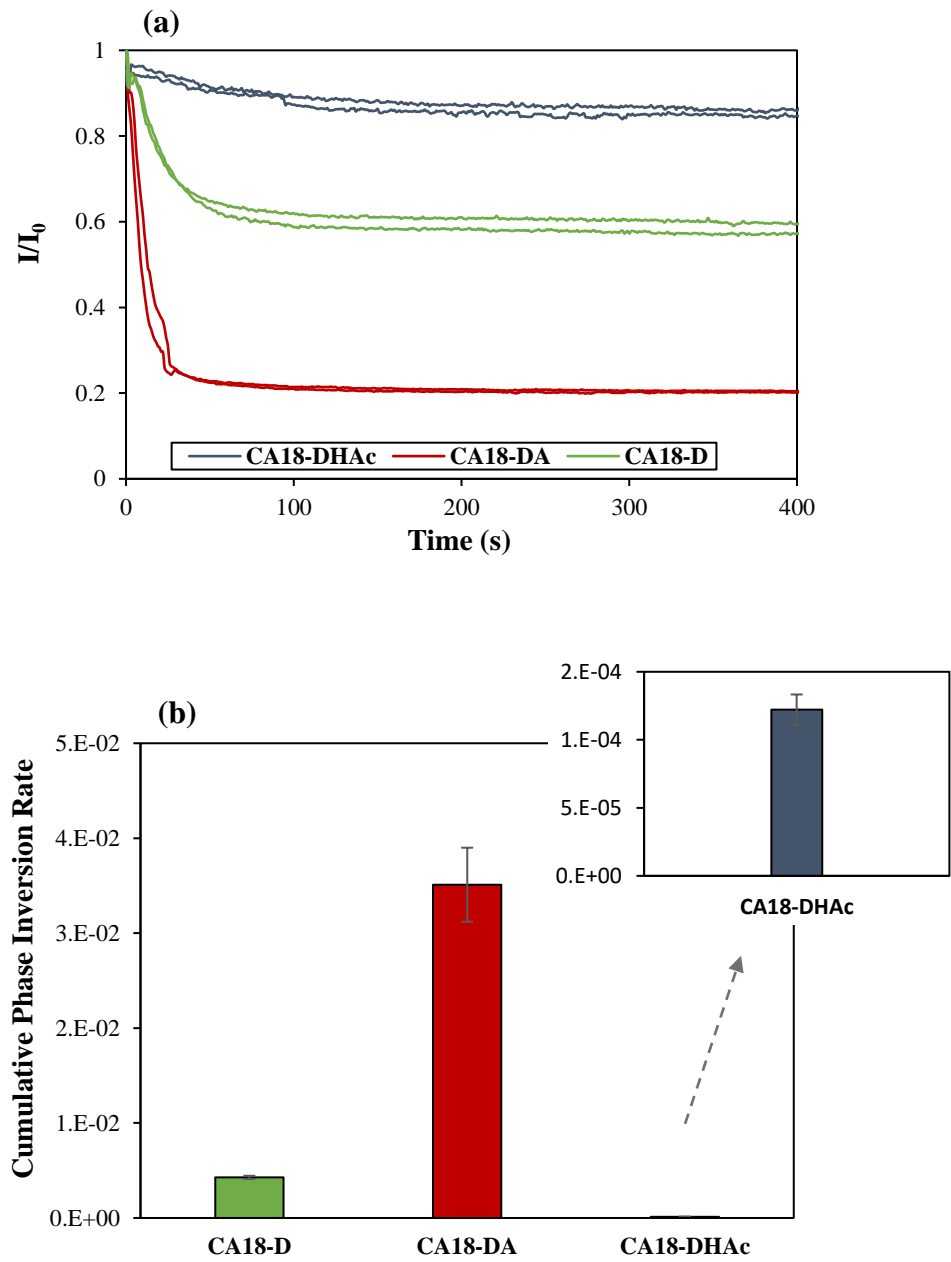 (a)
I/I0
1
0.8
0.6
0.4
0.2
0
CA18-DHAc CA18-DA CA18-D
0 100 200 300 400
Time (s)
(b)
Cumulative Phase Inversion Rate
5.E-02
4.E-02
3.E-02
2.E-02
1.E-02
0.E+00
CA18-D CA18-DA CA18-DHAc
2.E-04
1.E-04
5.E-05
0.E+00
CA18-DHAc